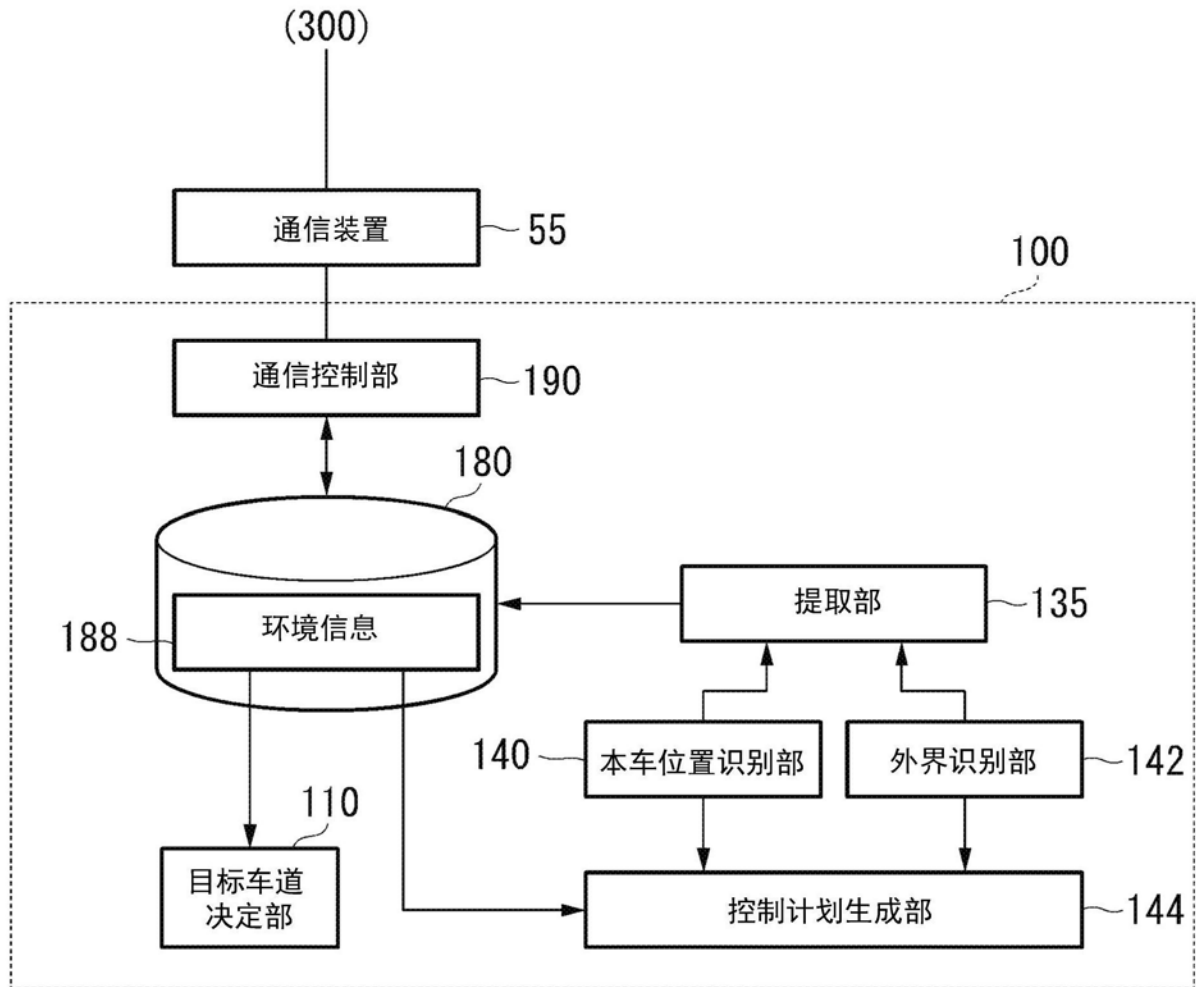 (300)
通信装置
55
100
通信控制部
190
180
提取部
135
188
环境信息
140
本车位置识别部
外界识别部
142
110
目标车道
决定部
控制计划生成部
144